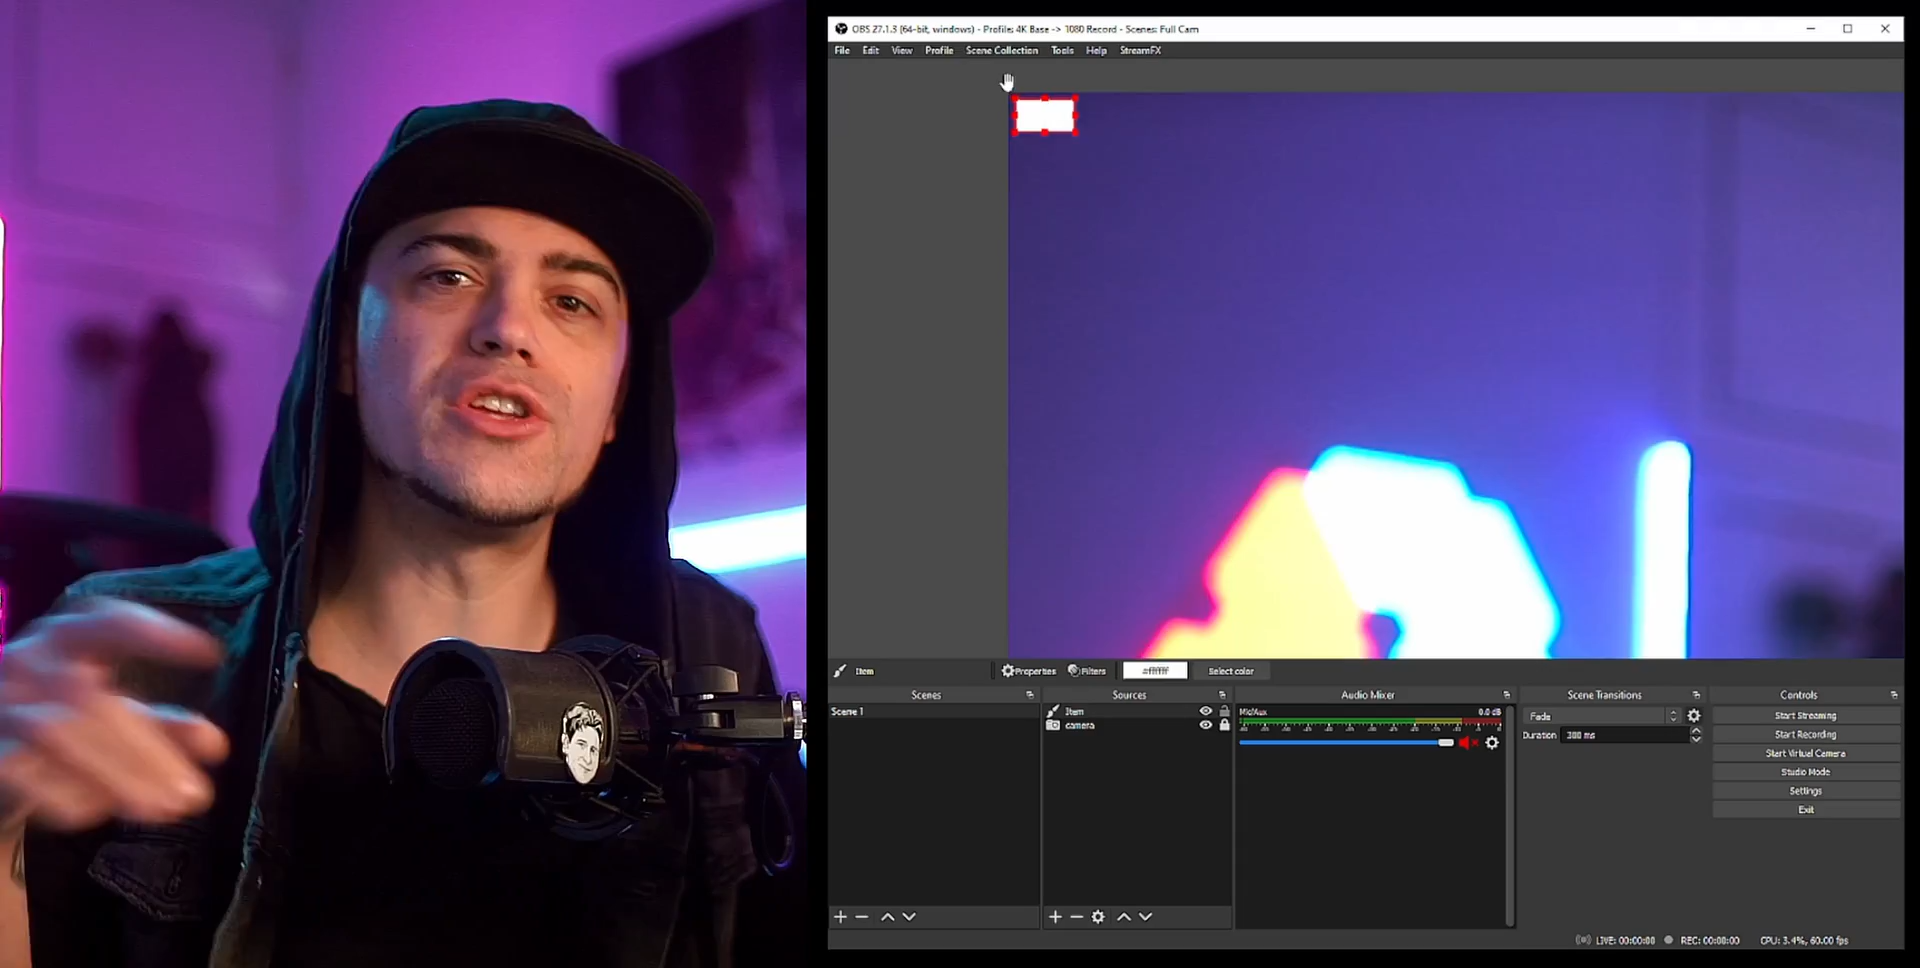 OBS 27.1.3 (64-bit, windows) - Profile: 4K Base -> 1080 Record - Scenes: Full Cam
File Edit View Profile Scene Collection Tools Help StreamFX
Item Properties Filters #ffffff Select color
Scenes Sources Audio Mixer Scene Transitions Controls
Scene 1
Item
camera
Mic/Aux 0.0 dB
Fade
Duration 300 ms
Start Streaming
Start Recording
Start Virtual Camera
Studio Mode
Settings
Exit
LIVE: 00:00:00 REC: 00:00:00 CPU: 3.4%, 60.00 fps